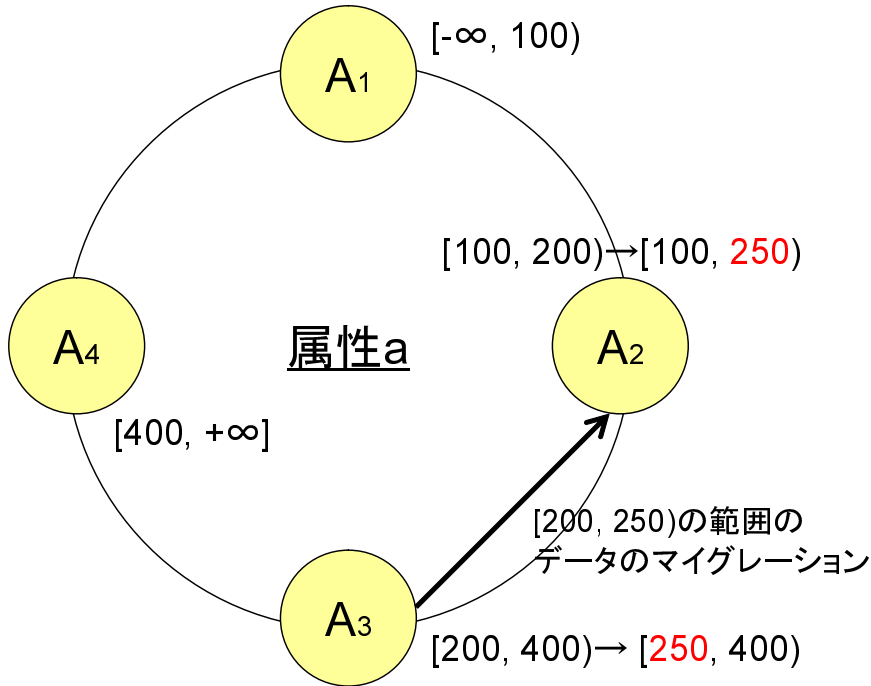 A1
[-∞, 100)
[100, 200)→[100, 250)
A4
属性a
A2
[400, +∞]
[200, 250)の範囲の
データのマイグレーション
A3
[200, 400)→ [250, 400)